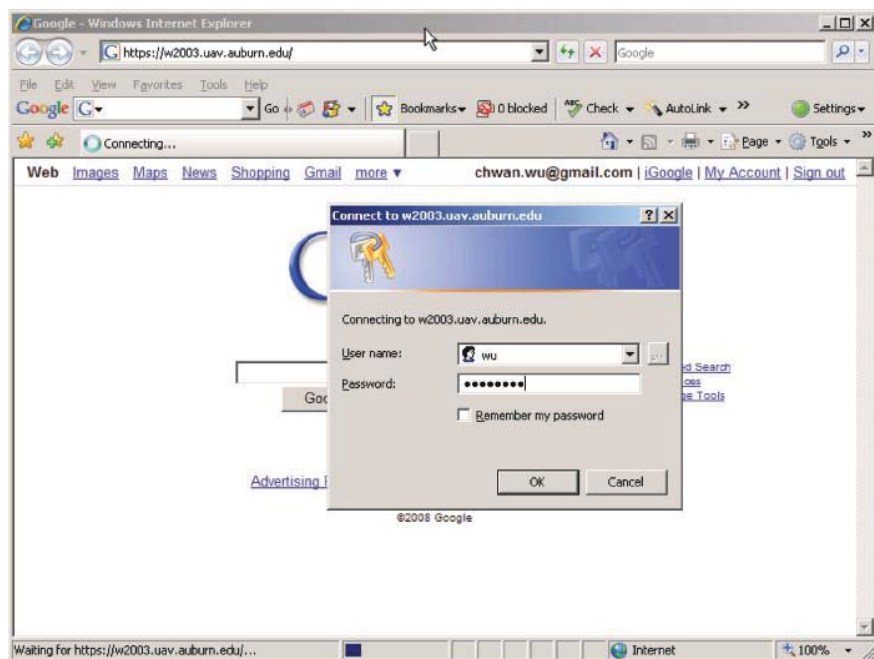 Google - Windows Internet Explorer
https://w2003.uav.auburn.edu/
Google
File Edit View Favorites Tools Help
Google G Go Bookmarks 0 blocked ABC Check AutoLink » Settings
Connecting... Page Tools »
Web Images Maps News Shopping Gmail more ▼ chwan.wu@gmail.com | iGoogle | My Account | Sign out
Connect to w2003.uav.auburn.edu
Connecting to w2003.uav.auburn.edu.
User name: wu
...
Password: ••••••••
Remember my password
OK Cancel
Search
Tools
Goo
Advertising
©2008 Google
Waiting for https://w2003.uav.auburn.edu/... Internet 100%